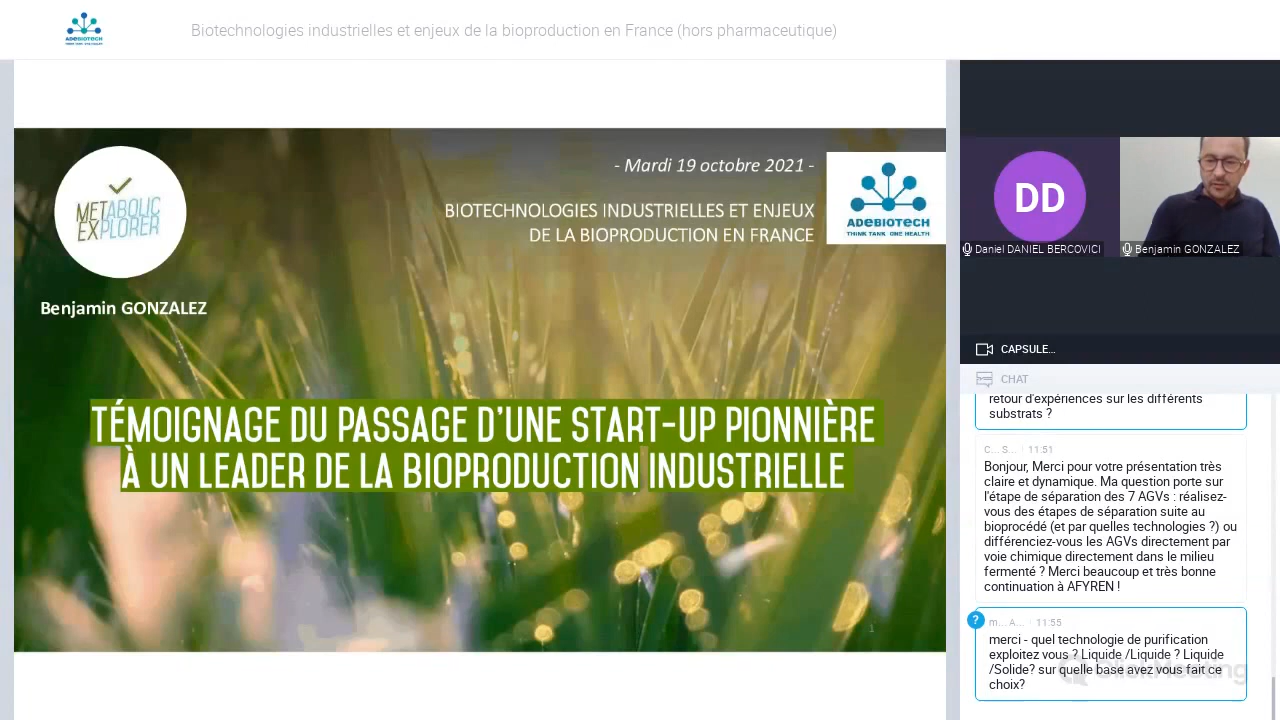 ADEBIOTECH
THINK TANK ONE HEALTH
Biotechnologies industrielles et enjeux de la bioproduction en France (hors pharmaceutique)
METABOLIC
EXPLORER
- Mardi 19 octobre 2021 -
BIOTECHNOLOGIES INDUSTRIELLES ET ENJEUX
DE LA BIOPRODUCTION EN FRANCE
ADEBIOTECH
THINK TANK ONE HEALTH
Benjamin GONZALEZ
TÉMOIGNAGE DU PASSAGE D'UNE START-UP PIONNIÈRE
À UN LEADER DE LA BIOPRODUCTION INDUSTRIELLE
1
DD
Daniel DANIEL BERCOVICI
Benjamin GONZALEZ
CAPSULE...
CHAT
retour d'expériences sur les différents
substrats ?
C... S... 11:51
Bonjour, Merci pour votre présentation très
claire et dynamique. Ma question porte sur
l'étape de séparation des 7 AGVs : réalisez-
vous des étapes de séparation suite au
bioprocédé (et par quelles technologies ?) ou
différenciez-vous les AGVs directement par
voie chimique directement dans le milieu
fermenté ? Merci beaucoup et très bonne
continuation à AFYREN !
?
m... A... 11:55
merci - quel technologie de purification
exploitez vous ? Liquide /Liquide ? Liquide
/Solide? sur quelle base avez vous fait ce
choix?
ClickMeeting